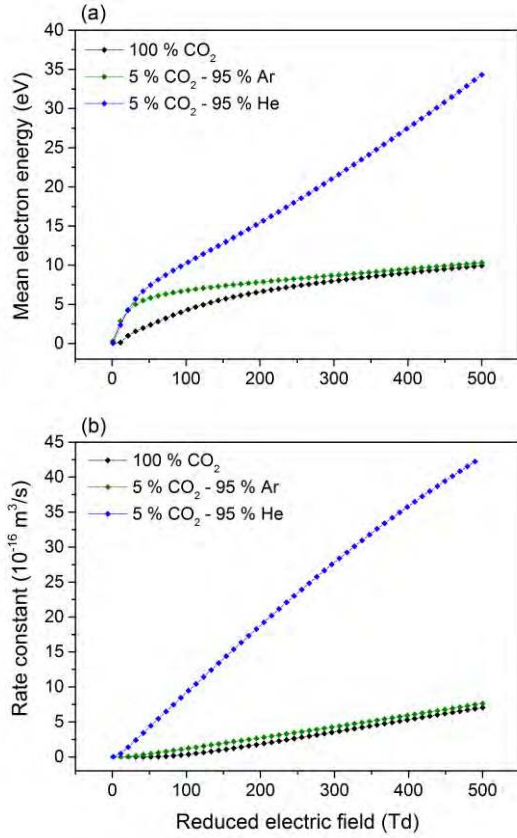 (a)
40
35
30
25
20
15
10
5
0
Mean electron energy (eV)
100 % CO₂
5 % CO₂ - 95 % Ar
5 % CO₂ - 95 % He
0 100 200 300 400 500
(b)
45
40
35
30
25
20
15
10
5
0
Rate constant (10⁻¹⁶ m³/s)
100 % CO₂
5 % CO₂ - 95 % Ar
5 % CO₂ - 95 % He
0 100 200 300 400 500
Reduced electric field (Td)